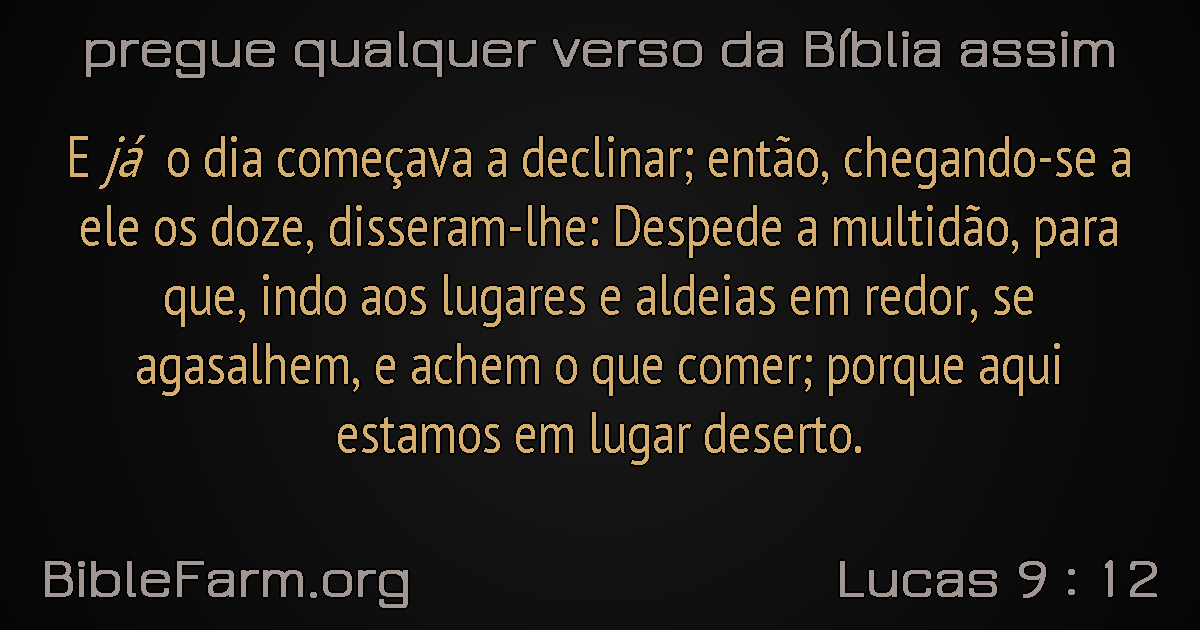 pregue qualquer verso da Bíblia assim
E já o dia começava a declinar; então, chegando-se a
ele os doze, disseram-lhe: Despede a multidão, para
que, indo aos lugares e aldeias em redor, se
agasalhem, e achem o que comer; porque aqui
estamos em lugar deserto.
BibleFarm.org
Lucas 9 : 12